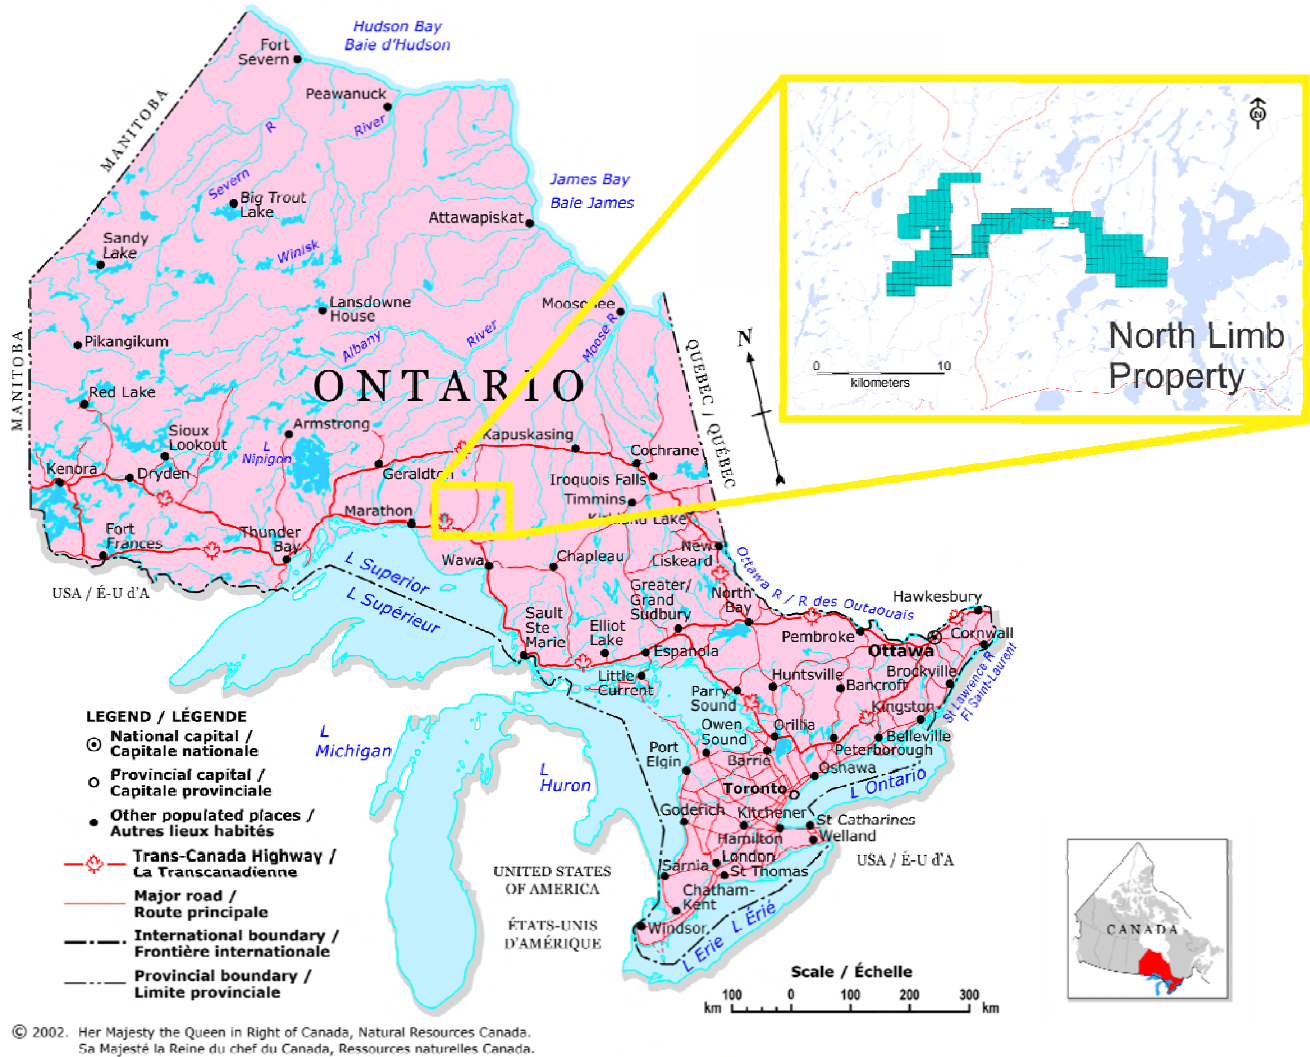 Hudson Bay
Baie d'Hudson
Fort
Severn
Peawanuck
MANITOBA
R
River
Severn
Big Trout
Lake
James Bay
Baie James
Attawapiskat
Sandy
Lake
Winisk
Lansdowne
House
Moosonee
Moose R
MANITOBA
Pikangikum
Albany
River
N
QUEBEC / QUÉBEC
ONTARIO
Red Lake
Sioux
Lookout
Armstrong
L
Nipigon
Kapuskasing
Cochrane
Kenora
Dryden
Geraldton
Iroquois Falls
Timmins
Kirkland Lake
Marathon
Fort
Frances
Thunder
Bay
New
Liskeard
Wawa
Chapleau
USA / É-U d'A
L Superior
L Supérieur
Greater/
Grand
Sudbury
North
Bay
Ottawa R / R des Outaouais
Hawkesbury
Sault
Ste
Marie
Elliot
Lake
Espanola
Pembroke
Ottawa
Cornwall
Little
Current
Parry
Sound
Huntsville
Bancroft
Brockville
St Lawrence R
Fl Saint-Laurent
Kingston
Owen
Sound
Orillia
Belleville
Peterborough
Port
Elgin
Barrie
Oshawa
L
Michigan
L
Huron
Toronto
L Ontario
Goderich
Kitchener
St Catharines
Hamilton
Welland
USA / É-U d'A
Sarnia
London
St Thomas
Chatham-
Kent
Windsor
L Erie L Érié
UNITED STATES
OF AMERICA
ÉTATS-UNIS
D'AMÉRIQUE
N
North Limb
Property
0 10
kilometers
LEGEND / LÉGENDE
National capital /
Capitale nationale
Provincial capital /
Capitale provinciale
Other populated places /
Autres lieux habités
Trans-Canada Highway /
La Transcanadienne
Major road /
Route principale
International boundary /
Frontière internationale
Provincial boundary /
Limite provinciale
CANADA
Scale / Échelle
100 0 100 200 300
km km
© 2002. Her Majesty the Queen in Right of Canada, Natural Resources Canada.
Sa Majesté la Reine du chef du Canada, Ressources naturelles Canada.